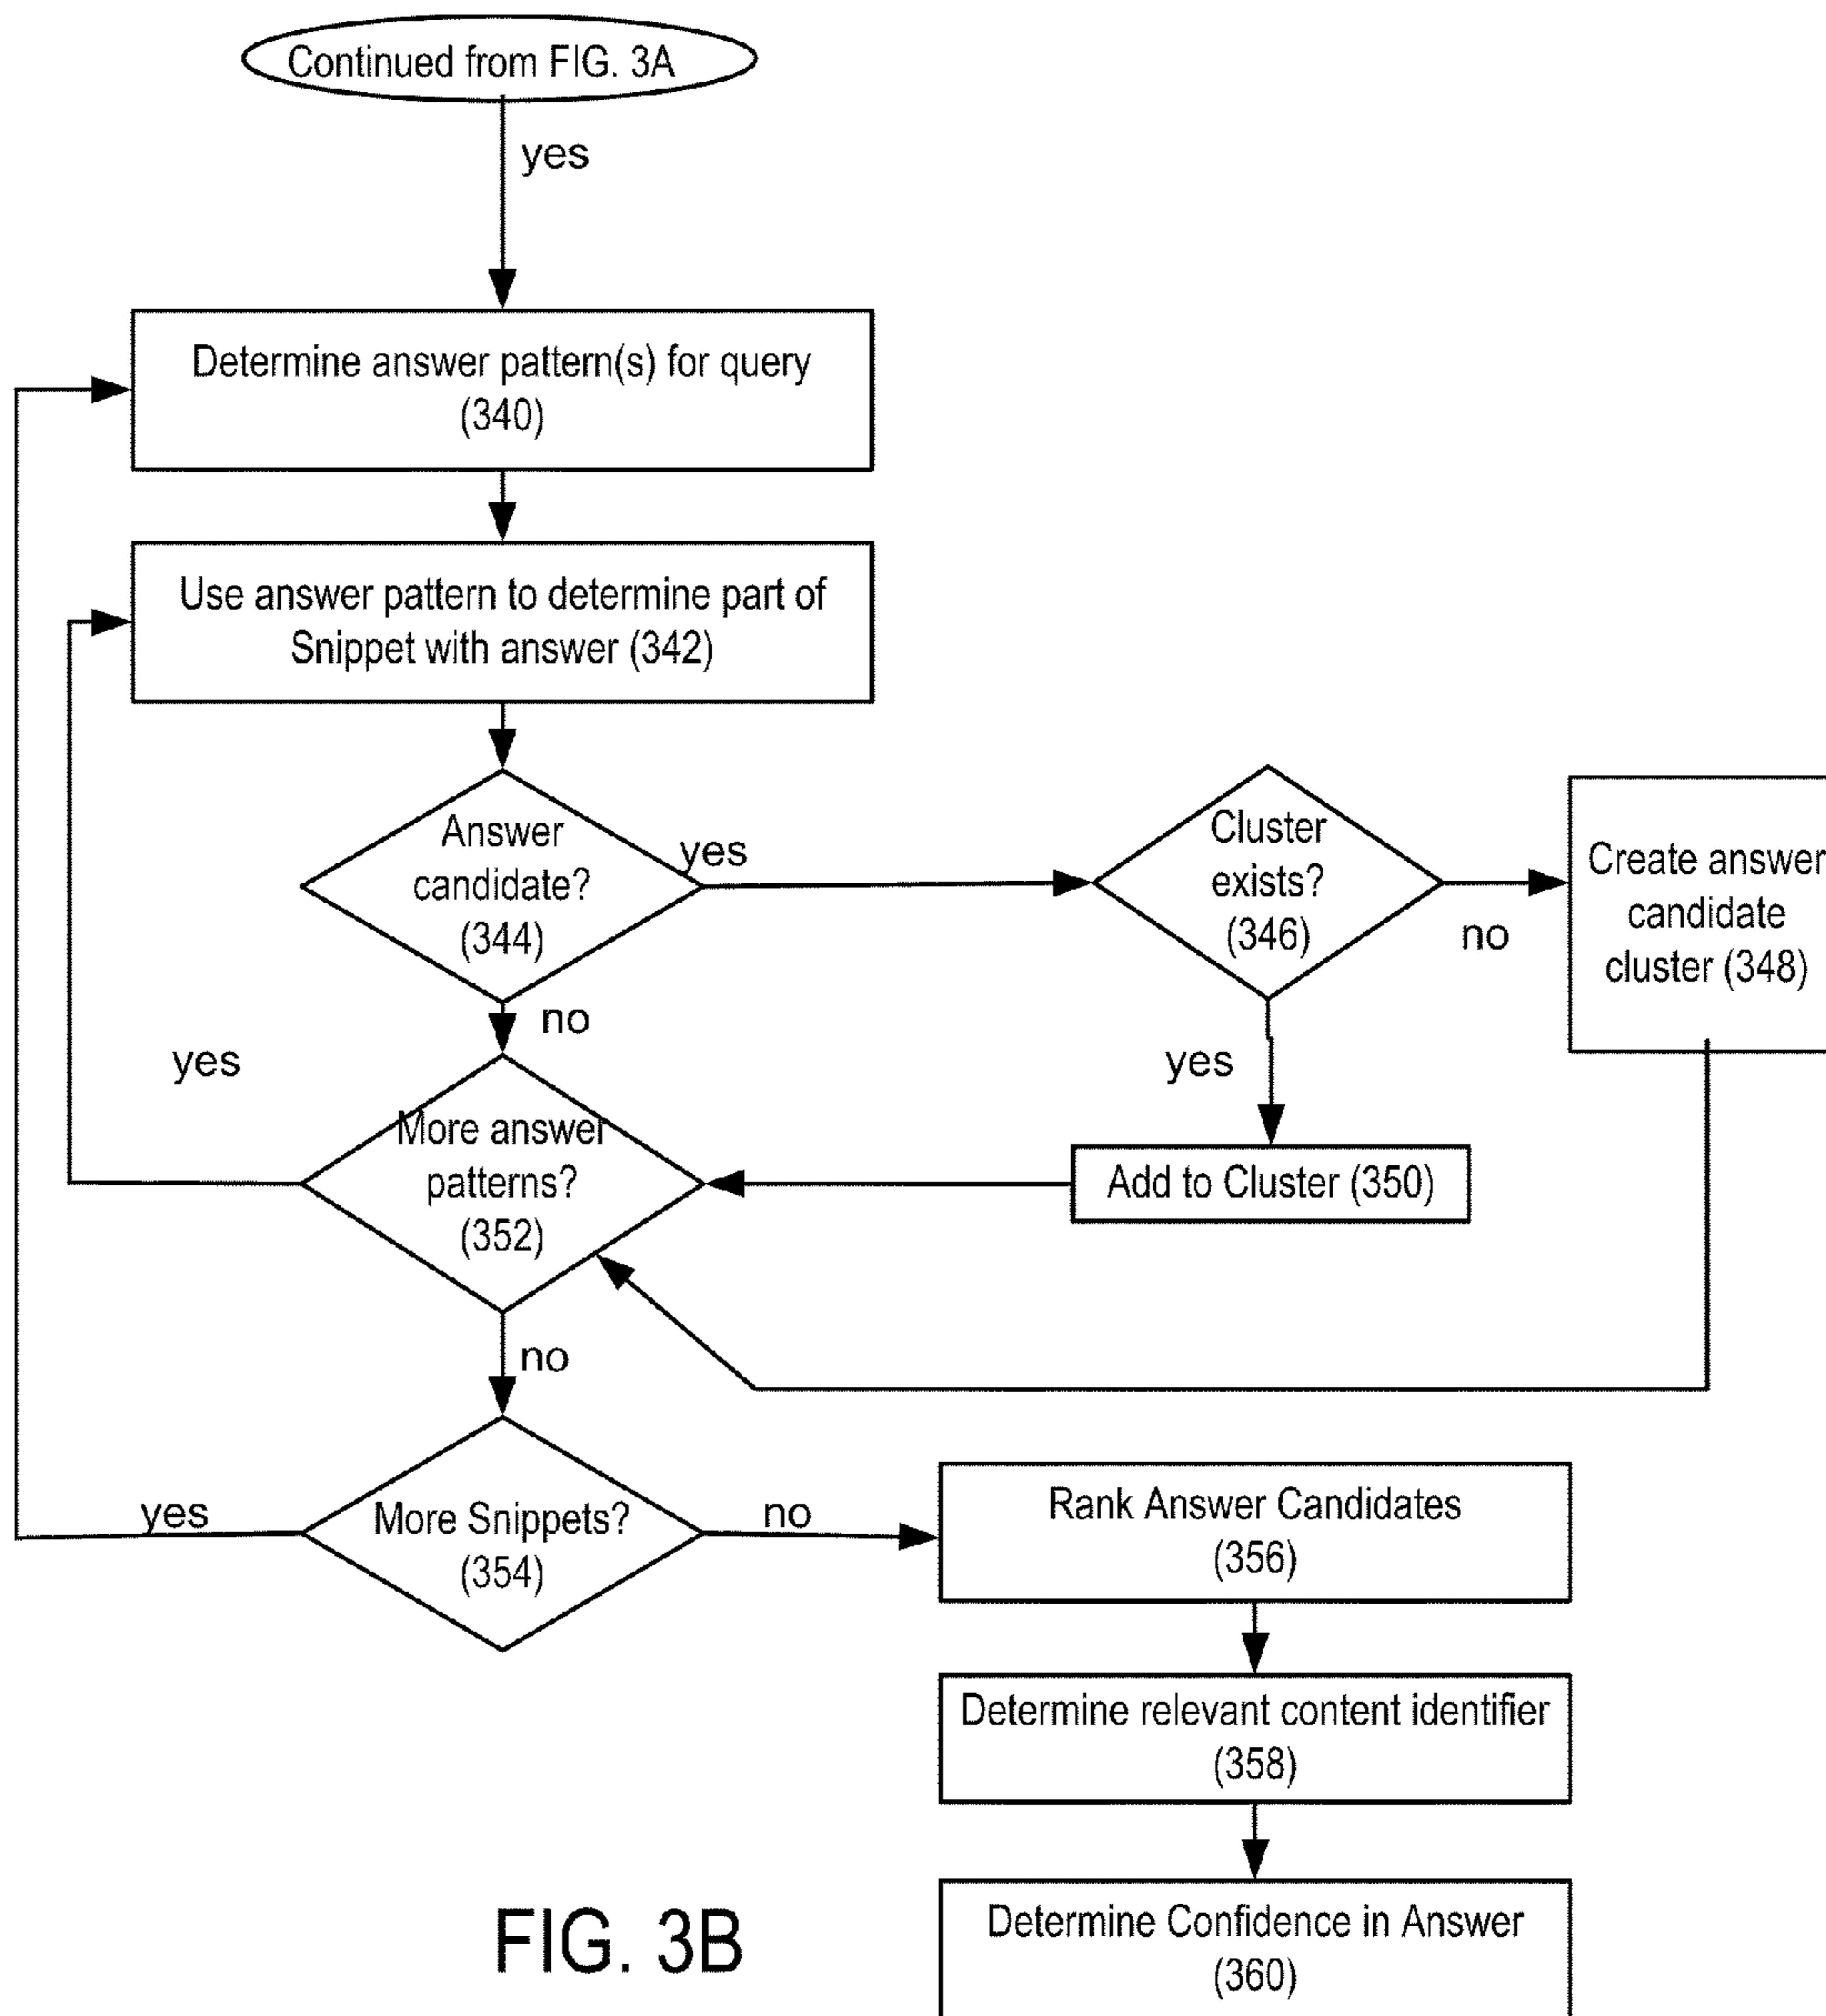 Continued from FIG. 3A
yes
Determine answer pattern(s) for query
(340)
Use answer pattern to determine part of
Snippet with answer (342)
Answer
candidate?
(344)
yes
Cluster
exists?
(346)
no
Create answer
candidate
cluster (348)
no
yes
yes
More answer
patterns?
(352)
Add to Cluster (350)
no
More Snippets?
(354)
yes
no
Rank Answer Candidates
(356)
Determine relevant content identifier
(358)
Determine Confidence in Answer
(360)
FIG. 3B